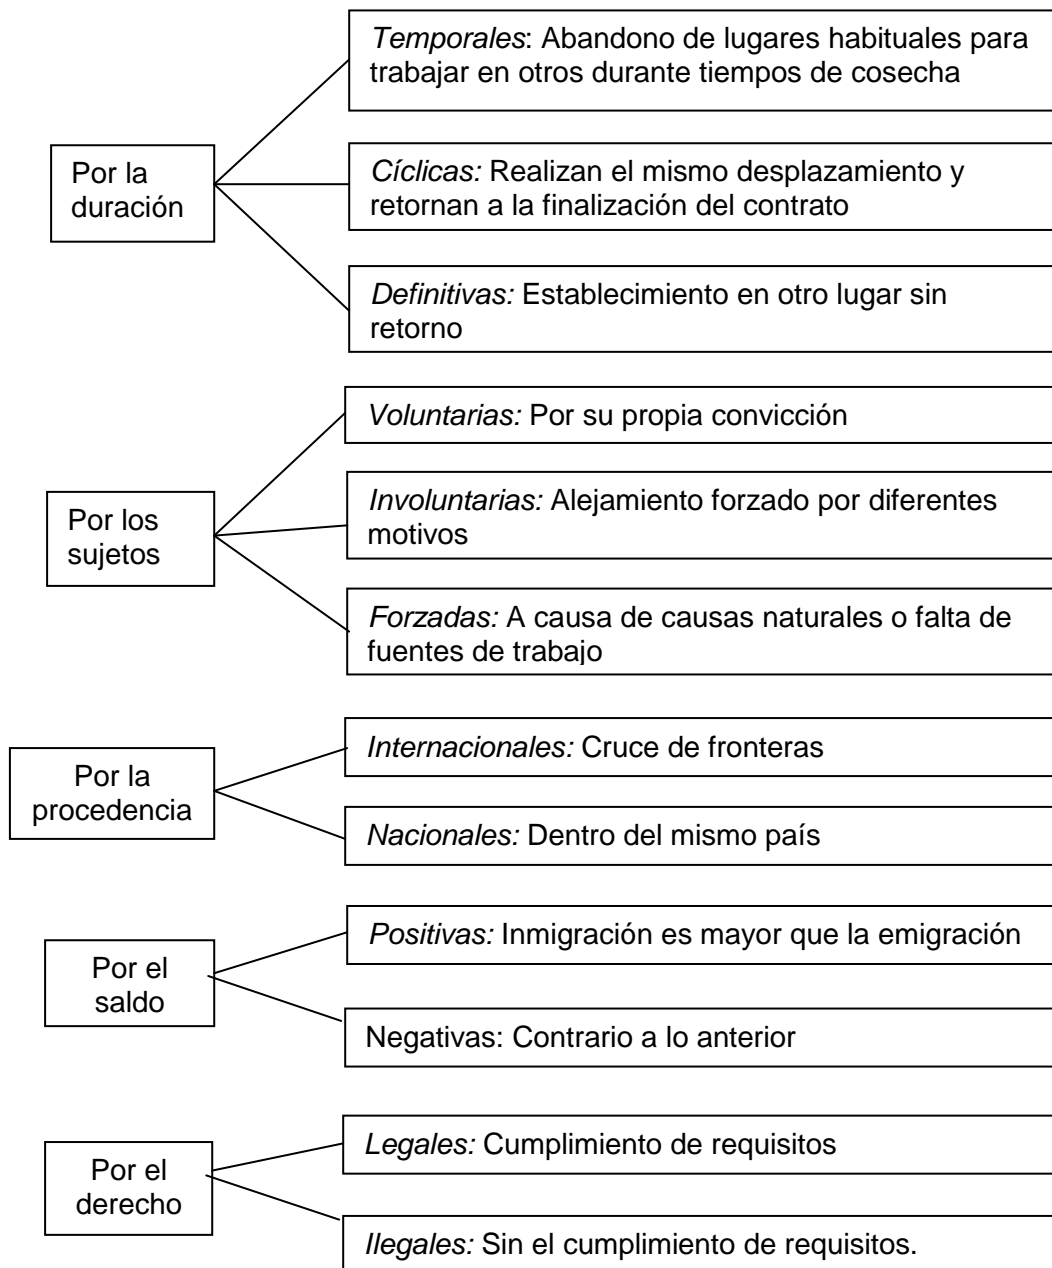 Por la
duración
Temporales: Abandono de lugares habituales para
trabajar en otros durante tiempos de cosecha
Cíclicas: Realizan el mismo desplazamiento y
retornan a la finalización del contrato
Definitivas: Establecimiento en otro lugar sin
retorno
Por los
sujetos
Voluntarias: Por su propia convicción
Involuntarias: Alejamiento forzado por diferentes
motivos
Forzadas: A causa de causas naturales o falta de
fuentes de trabajo
Por la
procedencia
Internacionales: Cruce de fronteras
Nacionales: Dentro del mismo país
Por el
saldo
Positivas: Inmigración es mayor que la emigración
Negativas: Contrario a lo anterior
Por el
derecho
Legales: Cumplimiento de requisitos
Ilegales: Sin el cumplimiento de requisitos.